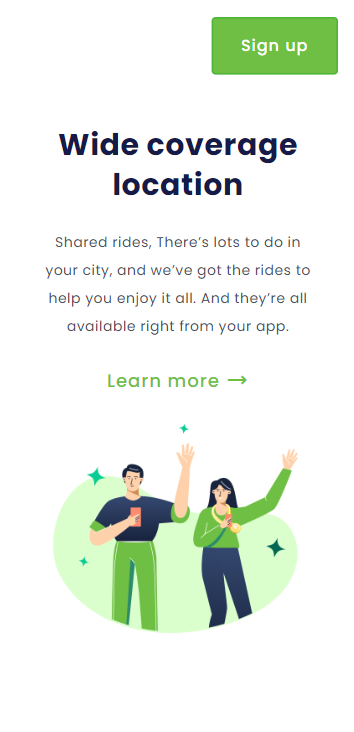 Sign up
Wide coverage
location
Shared rides, There’s lots to do in
your city, and we’ve got the rides to
help you enjoy it all. And they’re all
available right from your app.
Learn more →